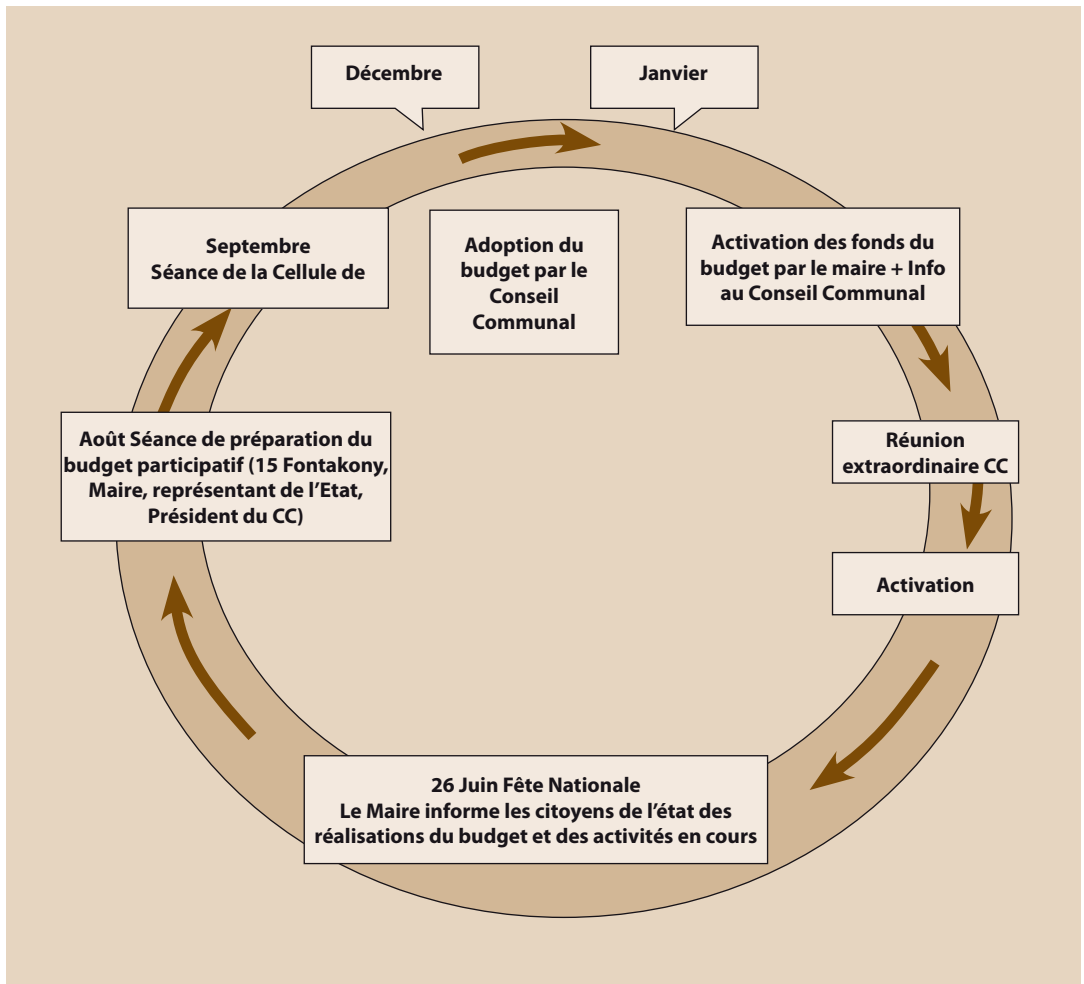 Décembre
Janvier
Septembre
Séance de la Cellule de
Adoption du
budget par le
Conseil
Communal
Activation des fonds du
budget par le maire + Info
au Conseil Communal
Août Séance de préparation du
budget participatif (15 Fontakony,
Maire, représentant de l’Etat,
Président du CC)
Réunion
extraordinaire CC
Activation
26 Juin Fête Nationale
Le Maire informe les citoyens de l’état des
réalisations du budget et des activités en cours